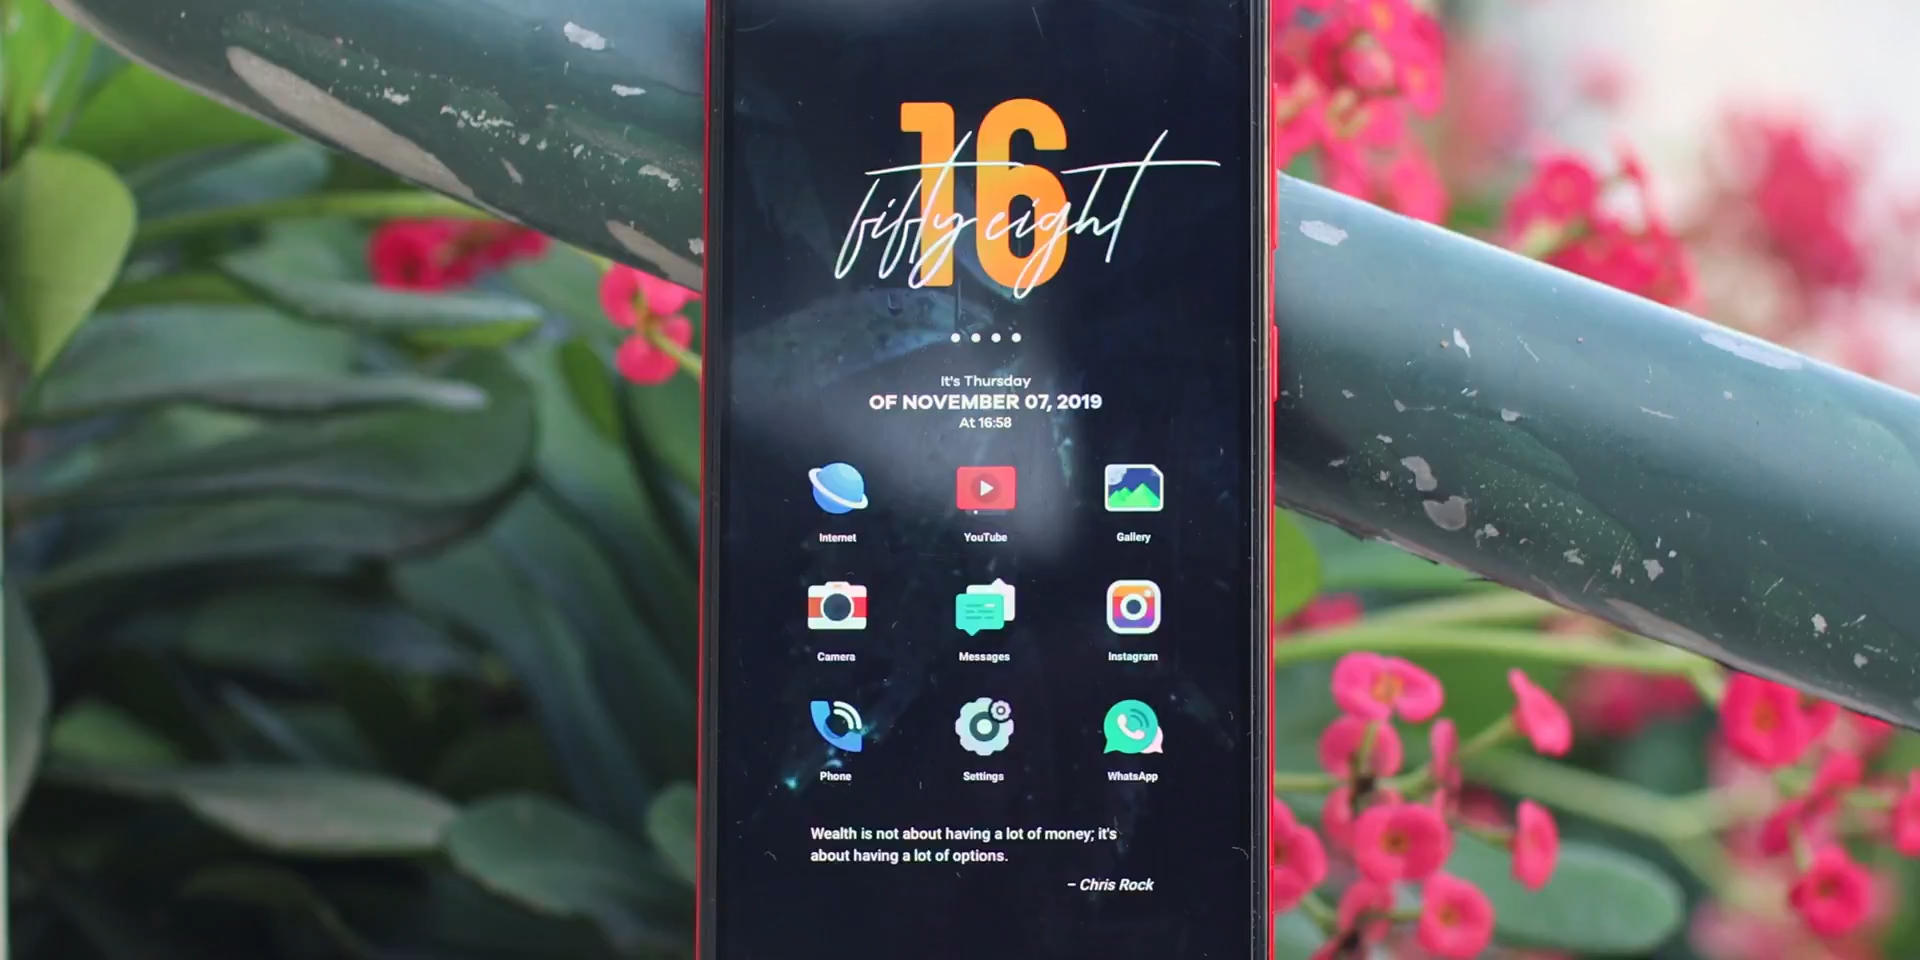 16
fifty eight
It's Thursday
OF NOVEMBER 07, 2019
At 16:58
Internet YouTube Gallery
Camera Messages Instagram
Phone Settings WhatsApp
Wealth is not about having a lot of money; it's
about having a lot of options.
– Chris Rock